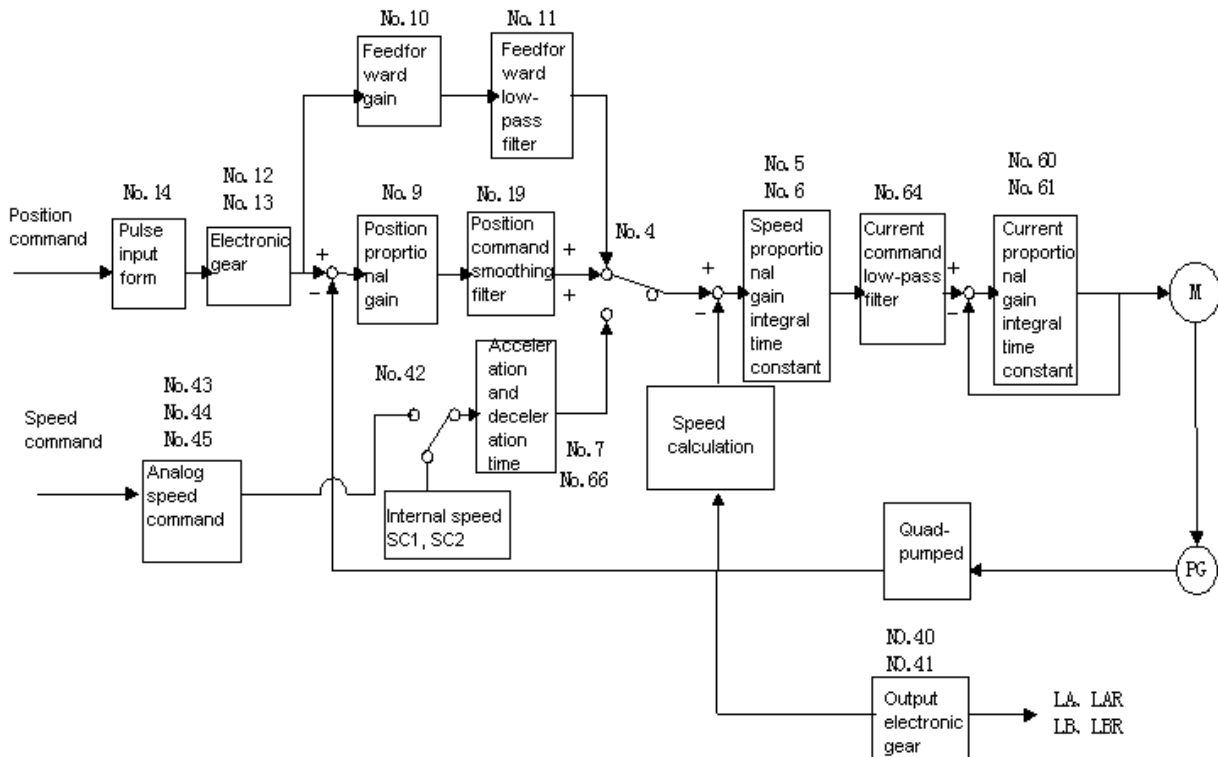 No.10
No.11
Feedfor
ward
gain
Feedfor
ward
low-
pass
filter
No.12
No.13
No.14
No.9
No.19
No.4
No.5
No.6
No.64
No.60
No.61
Position
command
Pulse
input
form
Electronic
gear
+
−
Position
proprtio
nal
gain
Position
command
smoothing
filter
+
+
+
−
Speed
proportio
nal
gain
integral
time
constant
Current
command
low-pass
filter
+
−
Current
proportio
nal
gain
integral
time
constant
M
No.43
No.44
No.45
Speed
command
Analog
speed
command
No.42
Acceler
ation
and
deceler
ation
time
No.7
No.66
Internal speed
SC1, SC2
Speed
calculation
Quad-
pumped
PG
NO.40
NO.41
Output
electronic
gear
LA. LAR
LB. LBR